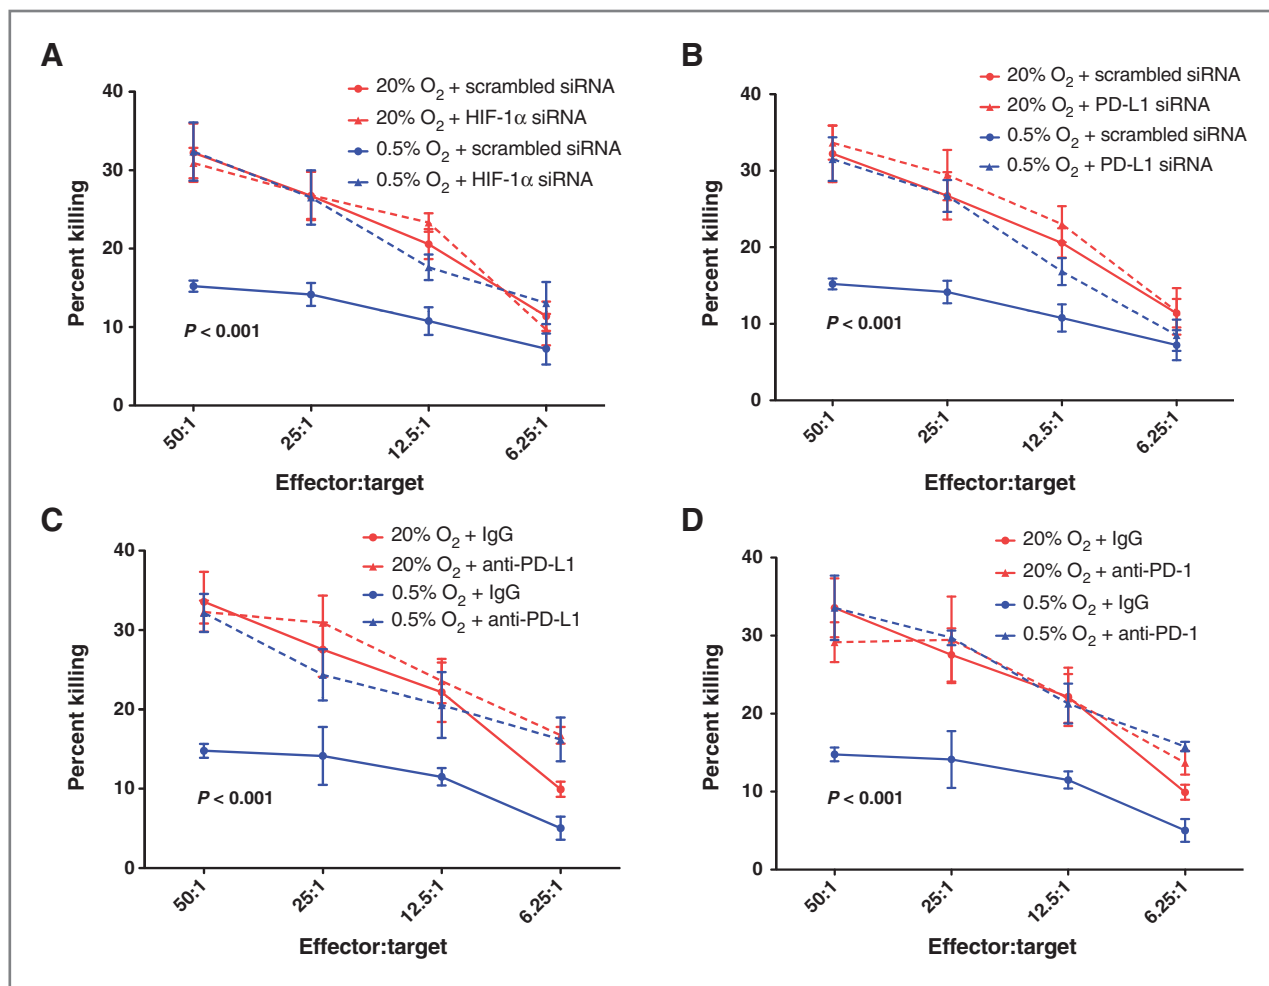 A
20% O2 + scrambled siRNA
20% O2 + HIF-1α siRNA
0.5% O2 + scrambled siRNA
0.5% O2 + HIF-1α siRNA
Percent killing
40
30
20
10
0
P < 0.001
50:1
25:1
12.5:1
6.25:1
Effector:target
B
20% O2 + scrambled siRNA
20% O2 + PD-L1 siRNA
0.5% O2 + scrambled siRNA
0.5% O2 + PD-L1 siRNA
Percent killing
40
30
20
10
0
P < 0.001
50:1
25:1
12.5:1
6.25:1
Effector:target
C
20% O2 + IgG
20% O2 + anti-PD-L1
0.5% O2 + IgG
0.5% O2 + anti-PD-L1
Percent killing
40
30
20
10
0
P < 0.001
50:1
25:1
12.5:1
6.25:1
Effector:target
D
20% O2 + IgG
20% O2 + anti-PD-1
0.5% O2 + IgG
0.5% O2 + anti-PD-1
Percent killing
40
30
20
10
0
P < 0.001
50:1
25:1
12.5:1
6.25:1
Effector:target